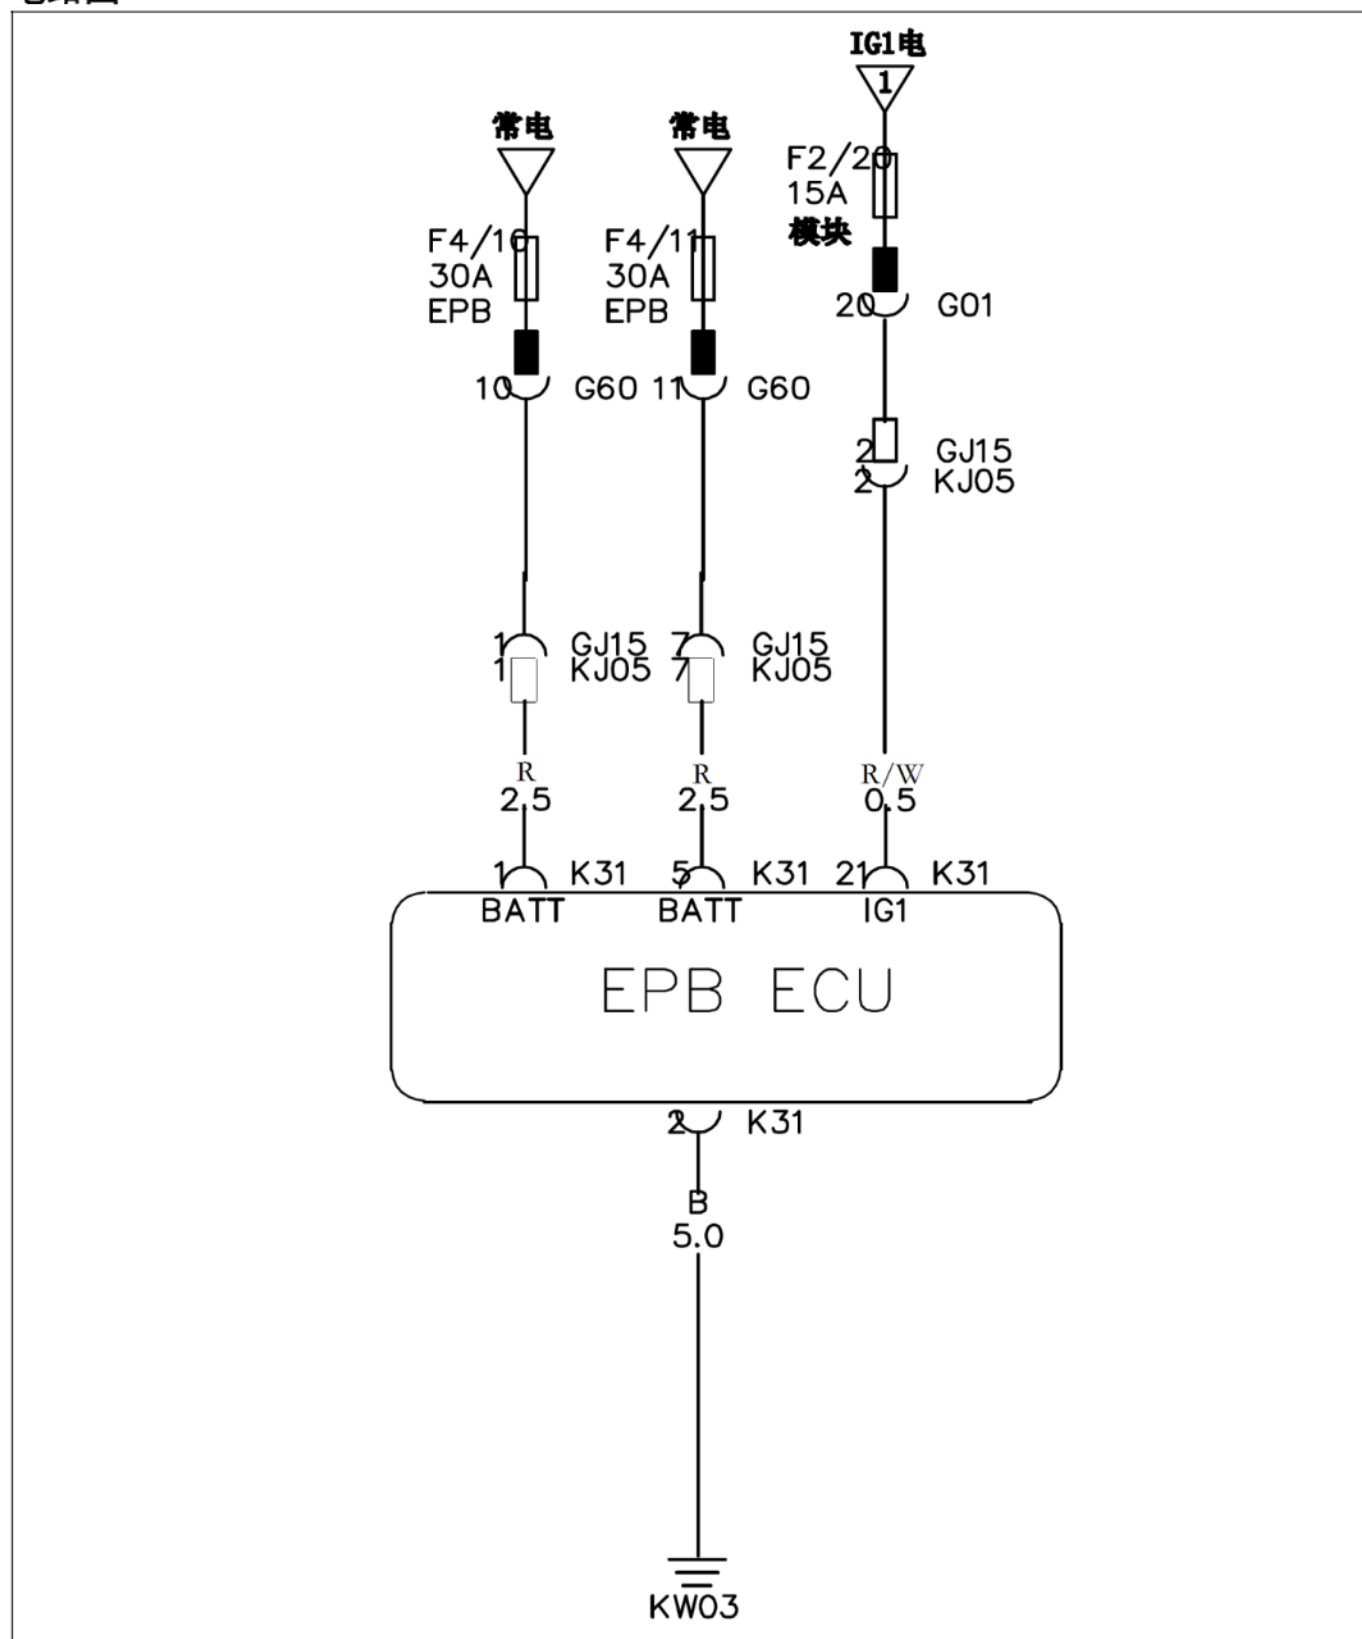 IG1电
1
常电
常电
F2/20
15A
模块
F4/10
30A
EPB
F4/11
30A
EPB
20 G01
10 G60
11 G60
2 GJ15
2 KJ05
1 GJ15
1 KJ05
7 GJ15
7 KJ05
R
2.5
R
2.5
R/W
0.5
1 K31
5 K31
21 K31
BATT
BATT
IG1
EPB ECU
2 K31
B
5.0
KW03